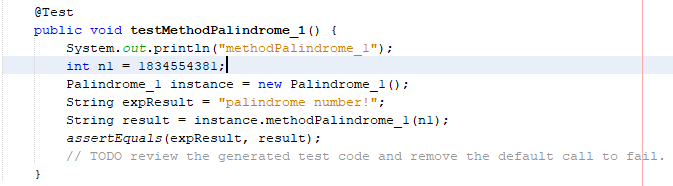 @Test
public void testMethodPalindrome_1() {
System.out.println("methodPalindrome_1");
int n1 = 1834554381;
Palindrome_1 instance = new Palindrome_1();
String expResult = "palindrome number!";
String result = instance.methodPalindrome_1(n1);
assertEquals(expResult, result);
// TODO review the generated test code and remove the default call to fail.
}